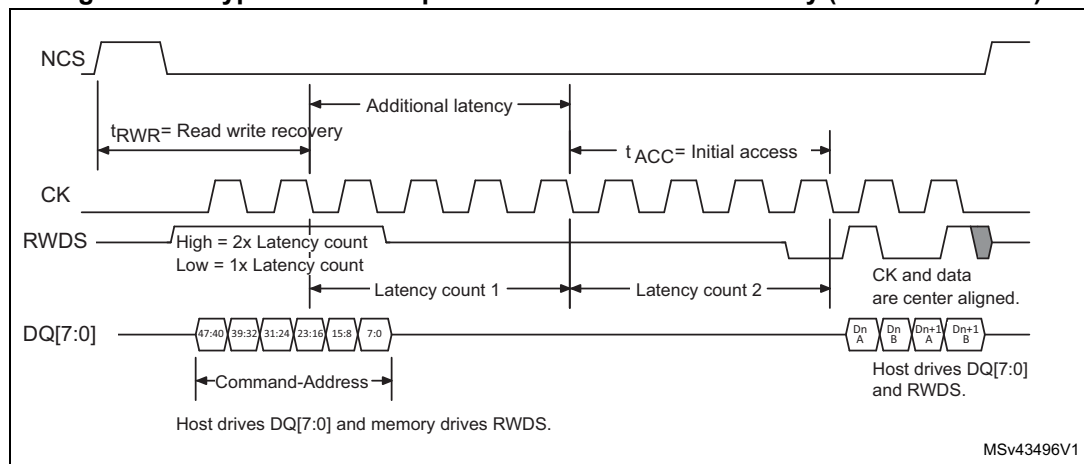 NCS
Additional latency
tRWR= Read write recovery
t ACC= Initial access
CK
RWDS
High = 2x Latency count
Low = 1x Latency count
CK and data
are center aligned.
Latency count 1
Latency count 2
DQ[7:0]
47:40 39:32 31:24 23:16 15:8 7:0
Dn A Dn B Dn+1 A Dn+1 B
Command-Address
Host drives DQ[7:0]
and RWDS.
Host drives DQ[7:0] and memory drives RWDS.
MSv43496V1